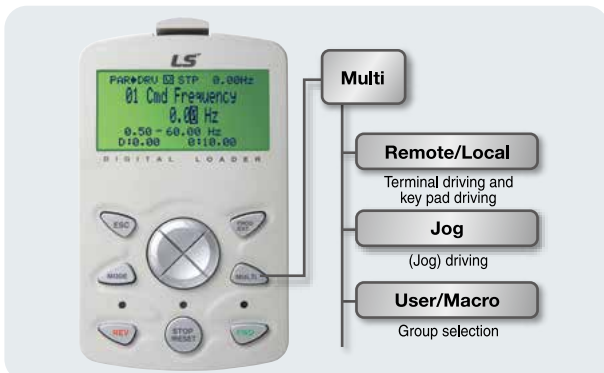 LS
PAR♦DRV STP 0.00Hz
01 Cmd Frequency
0.00 Hz
0.50 - 60.00 Hz
D:0.00 0:10.00
DIGITAL LOADER
ESC
PROG
ENT
MODE
MULTI
REV
STOP
RESET
FWD
Multi
Remote/Local
Terminal driving and
key pad driving
Jog
(Jog) driving
User/Macro
Group selection